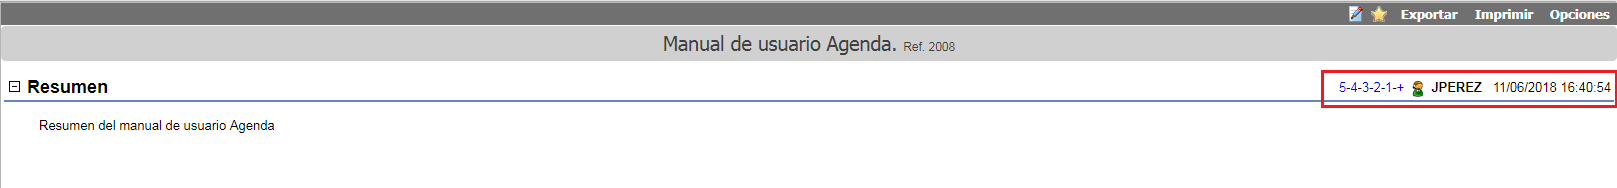 Exportar Imprimir Opciones
Manual de usuario Agenda. Ref. 2008
Resumen 5-4-3-2-1-+ JPEREZ 11/06/2018 16:40:54
Resumen del manual de usuario Agenda